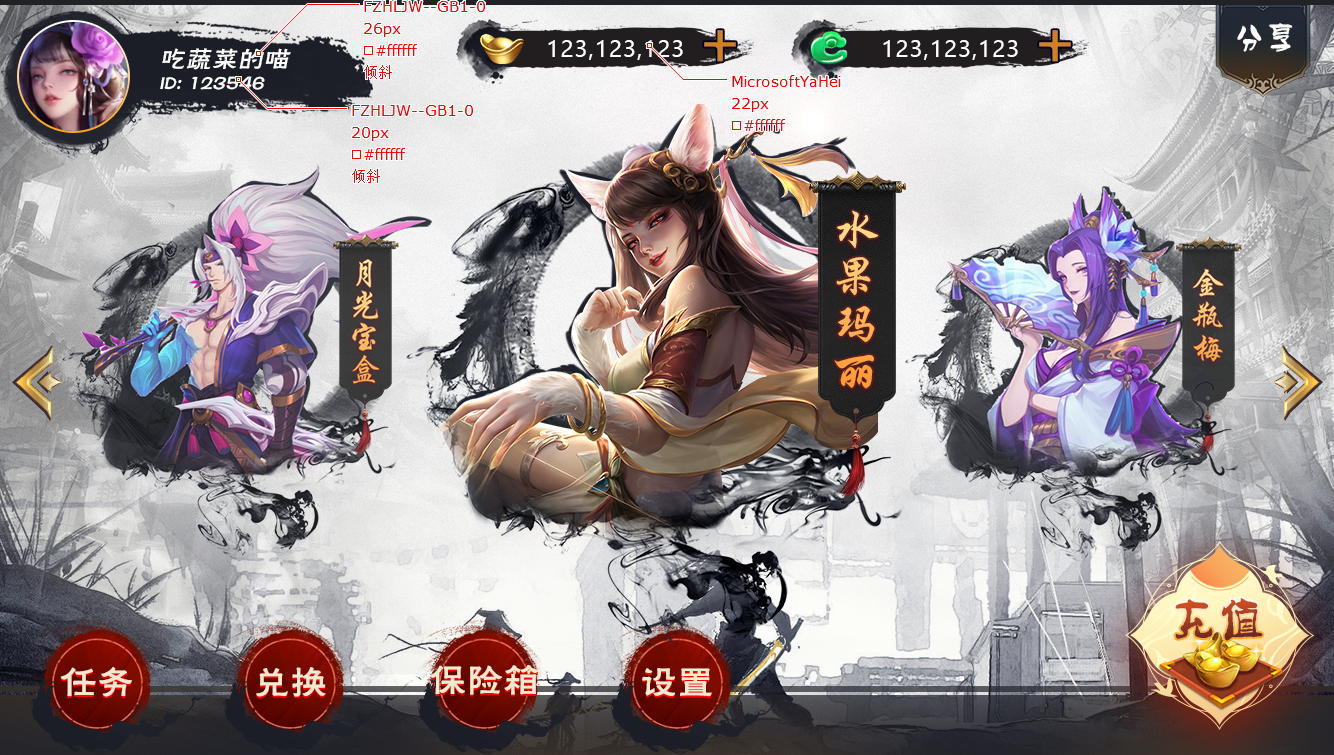 FZHLJW--GB1-0
26px
#ffffff
倾斜
吃蔬菜的喵
ID: 123546
FZHLJW--GB1-0
20px
#ffffff
倾斜
123,123,123
MicrosoftYaHei
22px
#ffffff
123,123,123
分享
月光宝盒
水果玛丽
金瓶梅
任务
兑换
保险箱
设置
充值